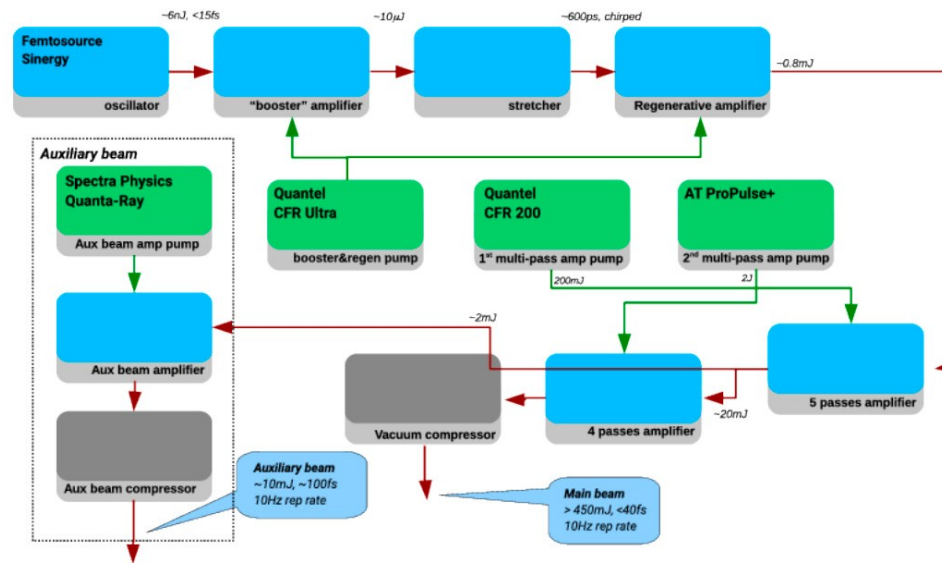 ~6nJ, <15fs
~10µJ
~600ps, chirped
Femtosource
Sinergy
oscillator
"booster" amplifier
stretcher
Regenerative amplifier
~0.8mJ
Auxiliary beam
Spectra Physics
Quanta-Ray
Aux beam amp pump
Quantel
CFR Ultra
booster&regen pump
Quantel
CFR 200
1st multi-pass amp pump
AT ProPulse+
2nd multi-pass amp pump
200mJ
2J
~2mJ
Aux beam amplifier
Vacuum compressor
4 passes amplifier
~20mJ
5 passes amplifier
Aux beam compressor
Auxiliary beam
~10mJ, ~100fs
10Hz rep rate
Main beam
> 450mJ, <40fs
10Hz rep rate